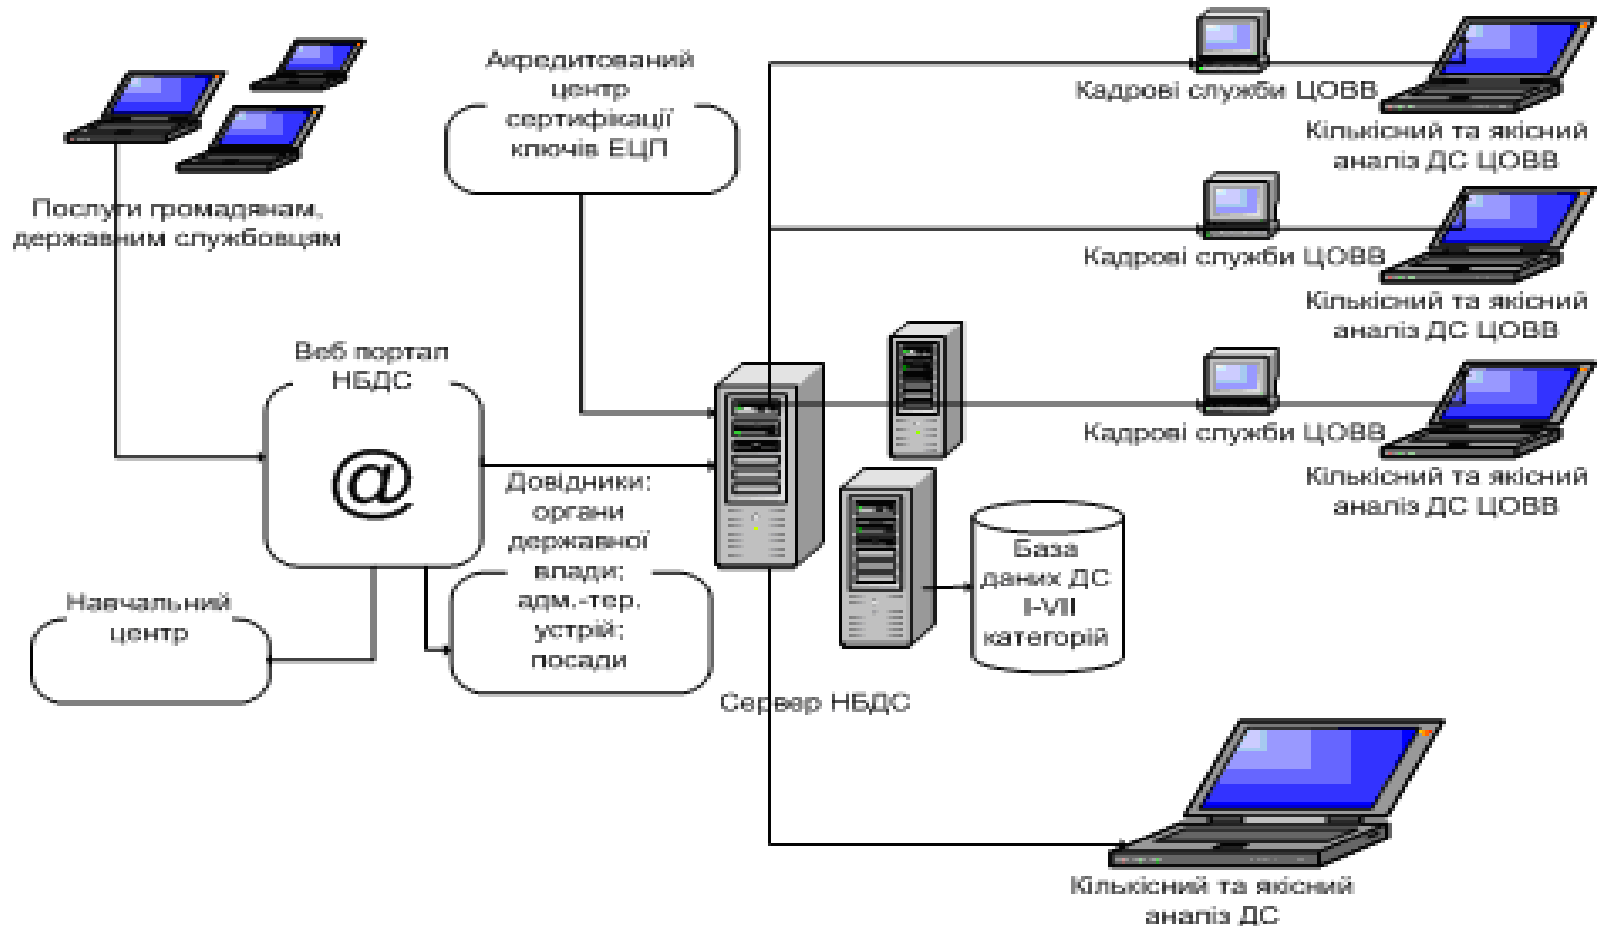 Послуги громадянам,
державним службовцям
Акредитований
центр
сертифікації
ключів ЕЦП
Кадрові служби ЦОВВ
Кількісний та якісний
аналіз ДС ЦОВВ
Кадрові служби ЦОВВ
Кількісний та якісний
аналіз ДС ЦОВВ
Веб портал
НБДС
@
Кадрові служби ЦОВВ
Кількісний та якісний
аналіз ДС ЦОВВ
Довідники:
органи
державної
влади;
адм.-тер.
устрій;
посади
База
даних ДС
I-VII
категорій
Навчальний
центр
Сервер НБДС
Кількісний та якісний
аналіз ДС